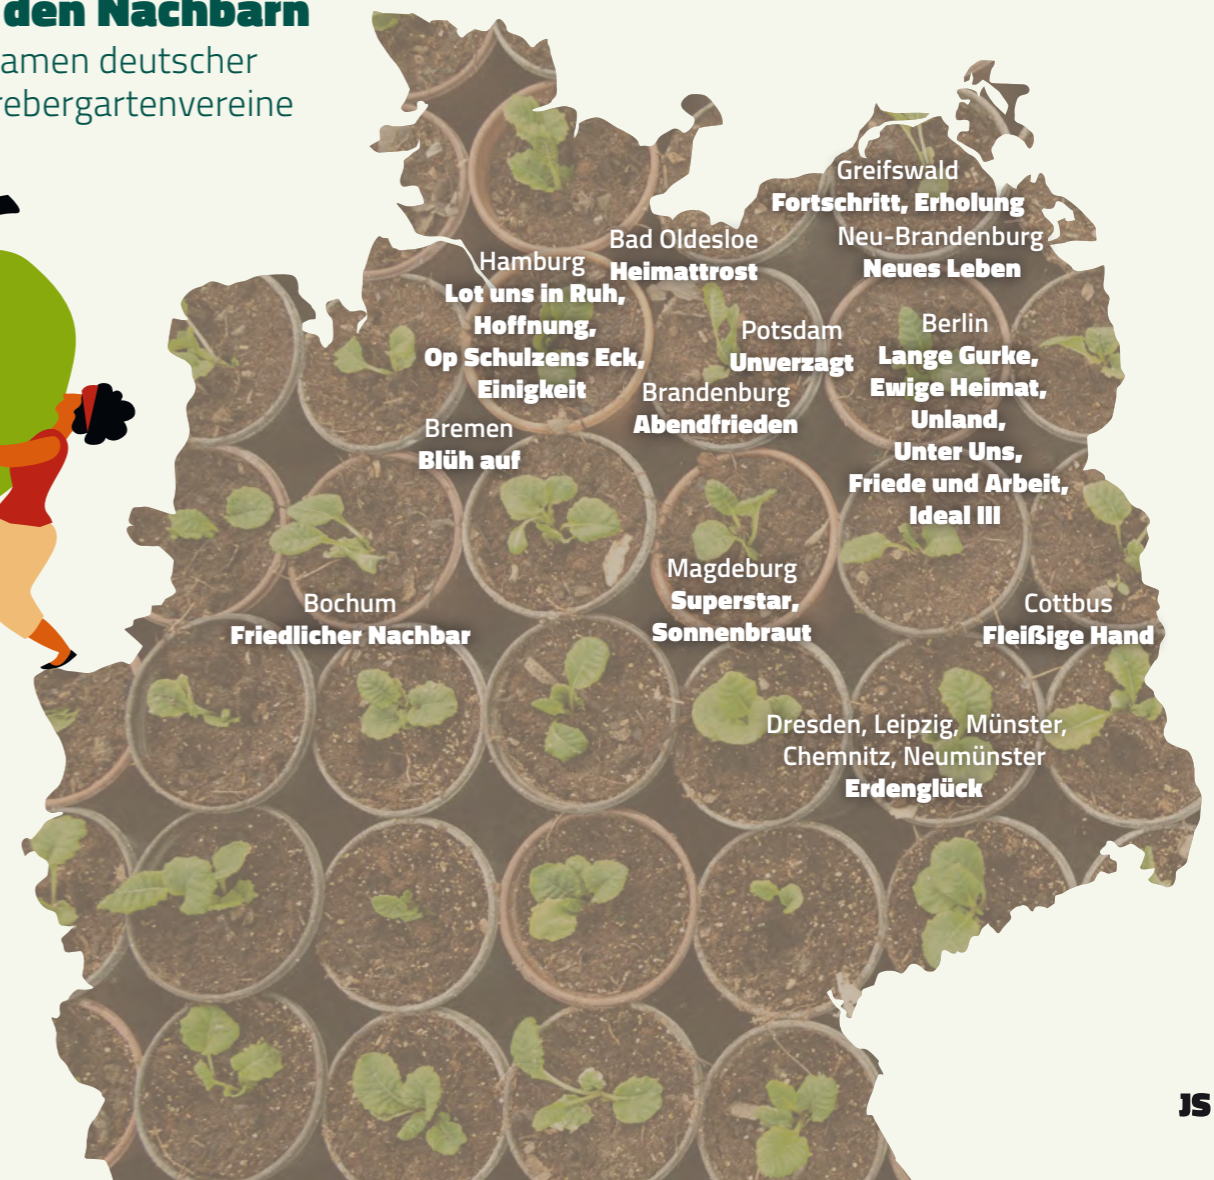 den Nachbarn
amen deutscher
rebergartenvereine
Greifswald
Fortschritt, Erholung
Neu-Brandenburg
Neues Leben
Bad Oldesloe
Heimattrost
Hamburg
Lot uns in Ruh,
Hoffnung,
Op Schulzens Eck,
Einigkeit
Potsdam
Unverzagt
Berlin
Lange Gurke,
Ewige Heimat,
Unland,
Unter Uns,
Friede und Arbeit,
Ideal III
Brandenburg
Abendfrieden
Bremen
Blüh auf
Magdeburg
Superstar,
Sonnenbraut
Bochum
Friedlicher Nachbar
Cottbus
Fleißige Hand
Dresden, Leipzig, Münster,
Chemnitz, Neumünster
Erdenglück
JS